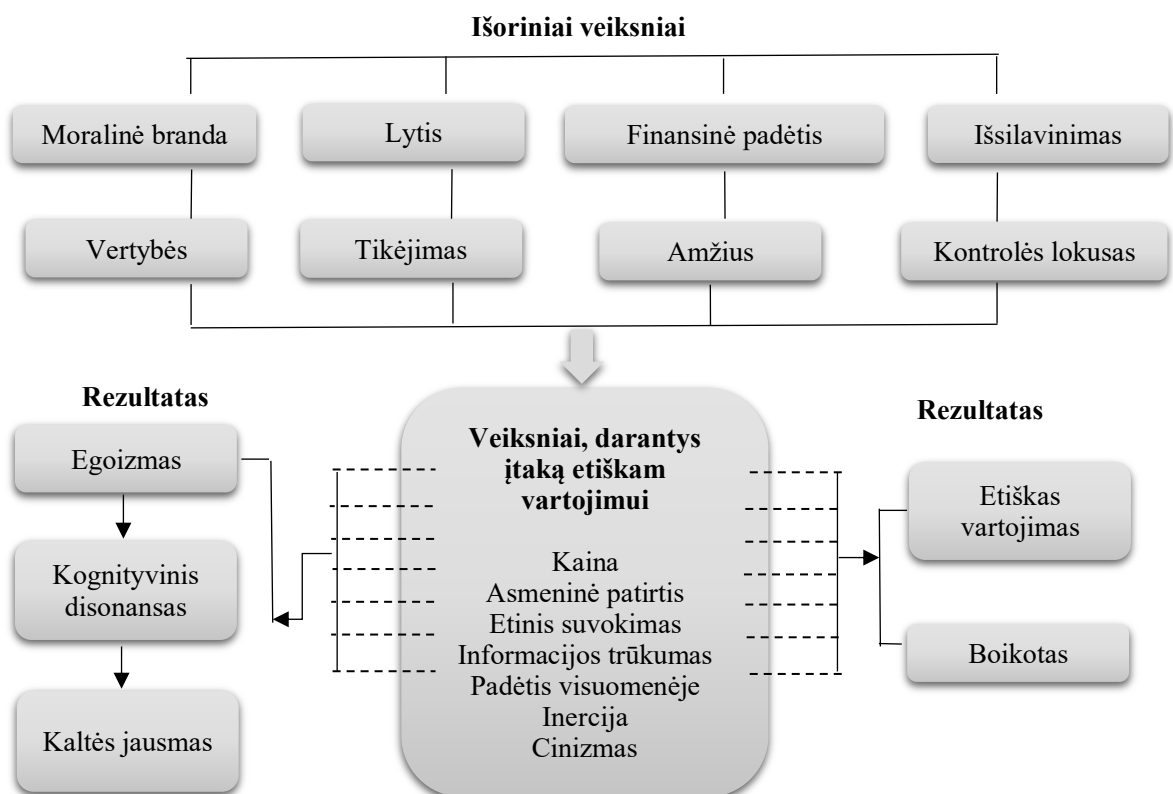 Išoriniai veiksniai
Moralinė branda
Lytis
Finansinė padėtis
Išsilavinimas
Vertybės
Tikėjimas
Amžius
Kontrolės lokusas
Rezultatas
Egoizmas
Kognityvinis
disonansas
Kaltės jausmas
Veiksniai, darantys
įtaką etiškam
vartojimui
Kaina
Asmeninė patirtis
Etinis suvokimas
Informacijos trūkumas
Padėtis visuomenėje
Inercija
Cinizmas
Rezultatas
Etiškas
vartojimas
Boikotas